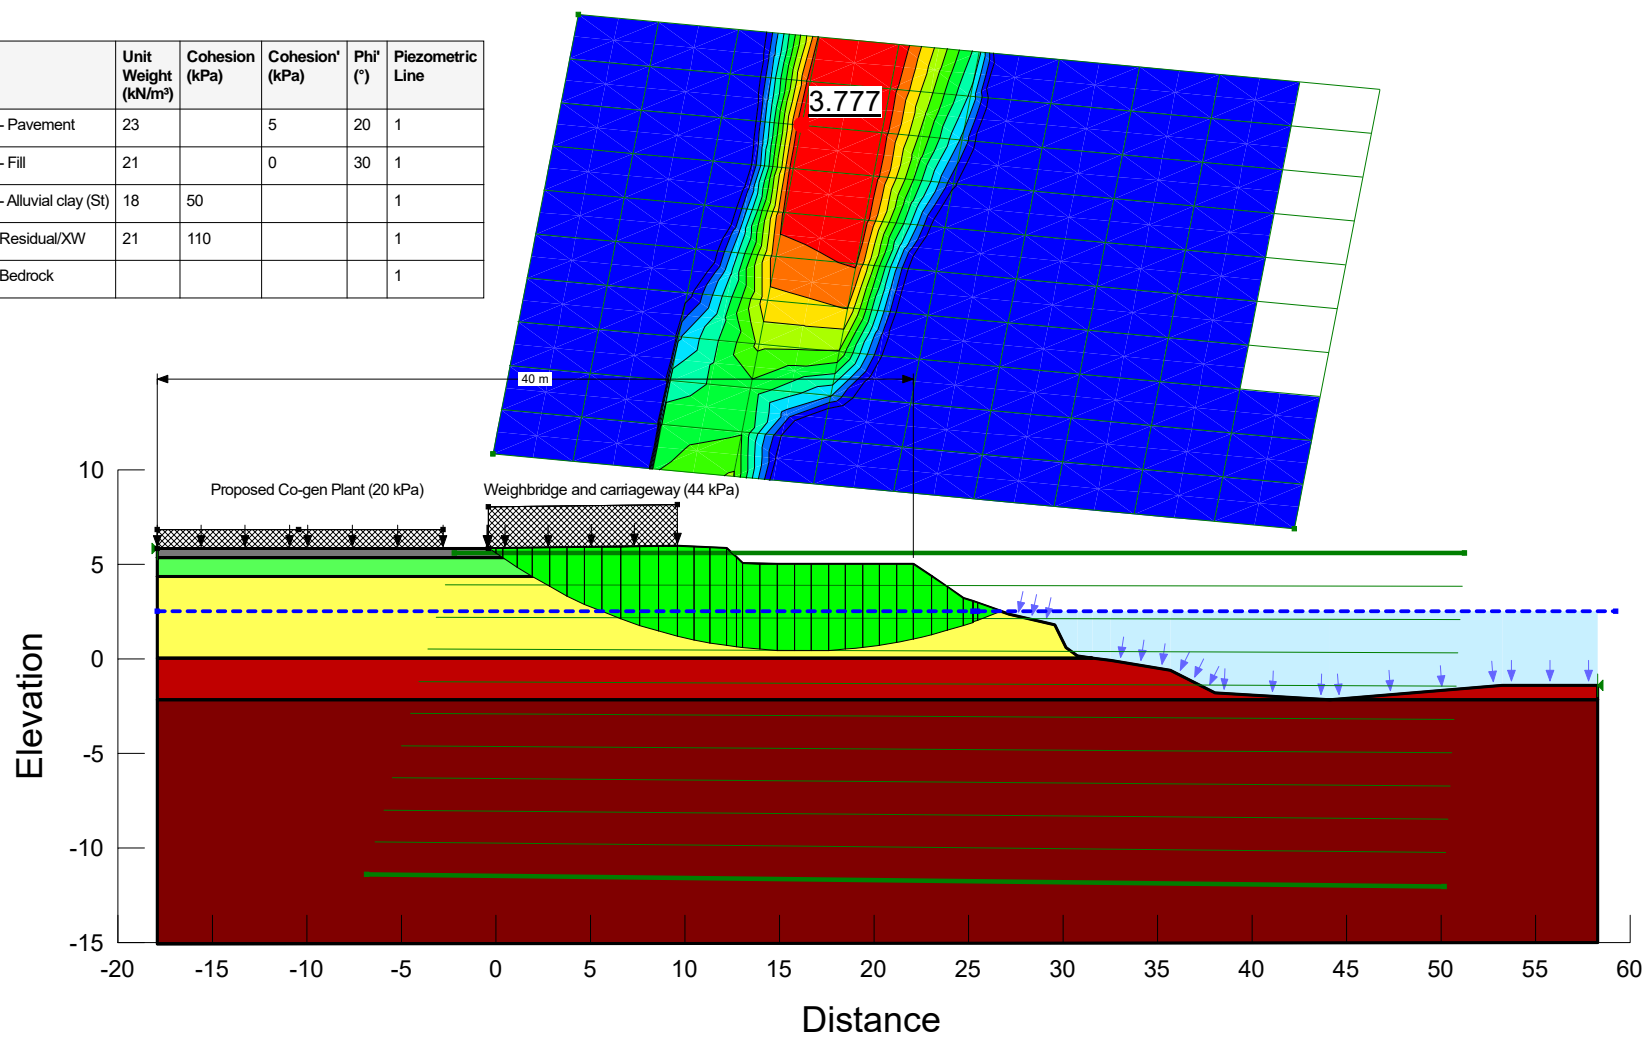 Unit Weight (kN/m³) Cohesion (kPa) Cohesion' (kPa) Phi' (°) Piezometric Line
- Pavement 23 5 20 1
- Fill 21 0 30 1
- Alluvial clay (St) 18 50 1
Residual/XW 21 110 1
Bedrock 1
3.777
40 m
Proposed Co-gen Plant (20 kPa)
Weighbridge and carriageway (44 kPa)
10
5
0
-5
-10
-15
Elevation
-20 -15 -10 -5 0 5 10 15 20 25 30 35 40 45 50 55 60
Distance